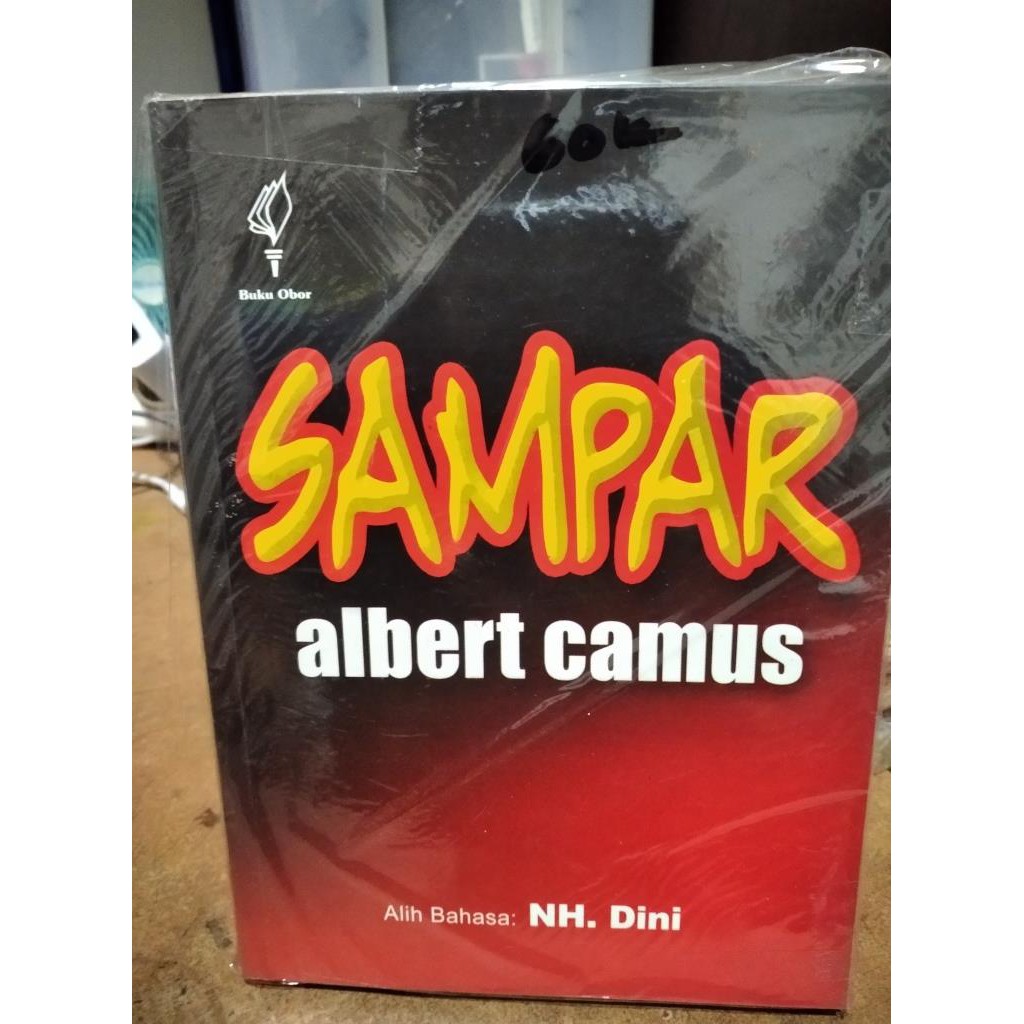 60k
Buku Obor
SAMPAR
albert camus
Alih Bahasa: NH. Dini